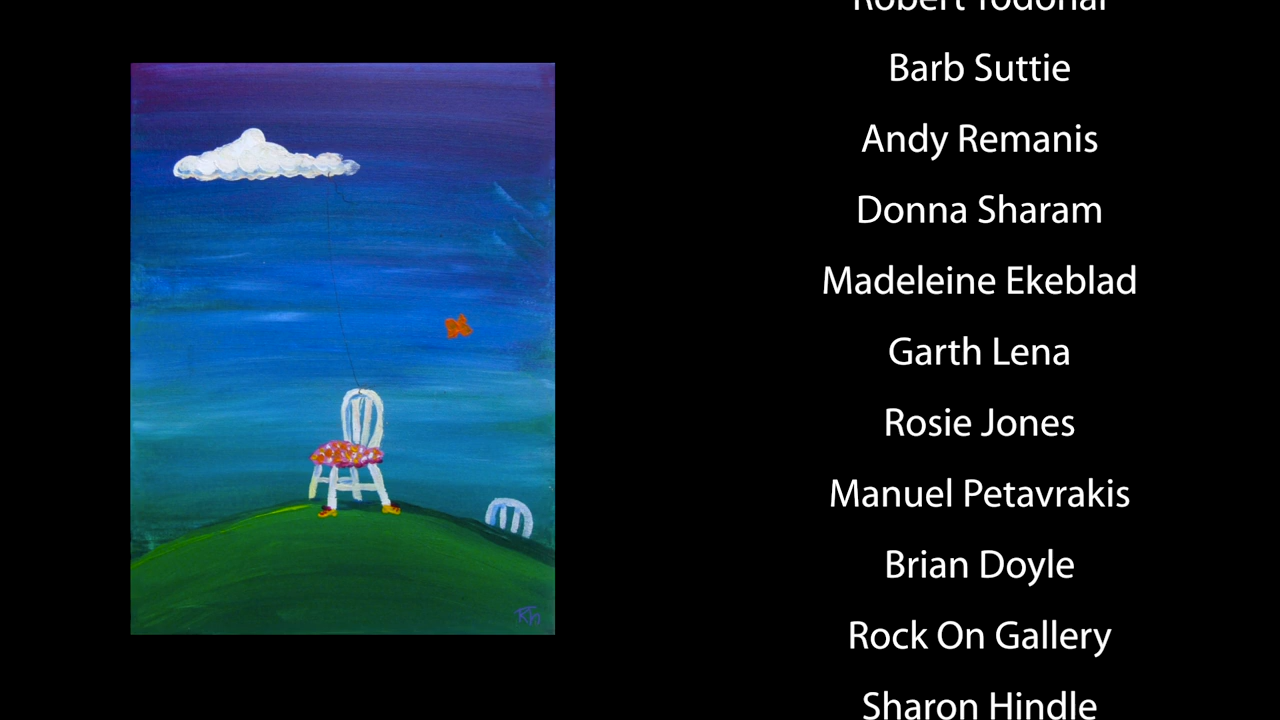 Barb Suttie
Andy Remanis
Donna Sharam
Madeleine Ekeblad
Garth Lena
Rosie Jones
Manuel Petavrakis
Brian Doyle
Rock On Gallery
Sharon Hindle